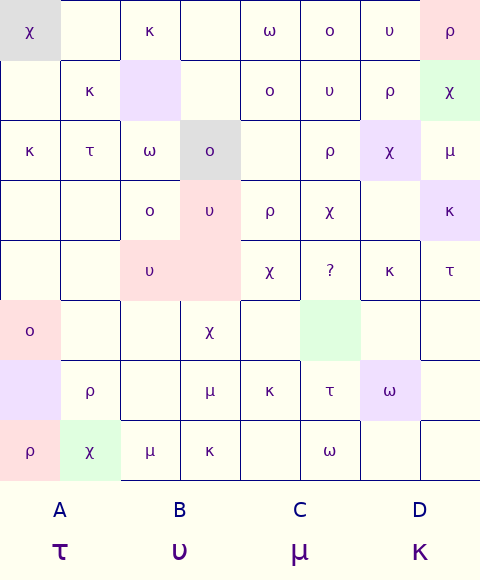 χ κ ω ο υ ρ
κ ο υ ρ χ
κ τ ω ο ρ χ μ
ο υ ρ χ κ
υ χ ? κ τ
ο χ
ρ μ κ τ ω
ρ χ μ κ ω
A B C D
τ υ μ κ